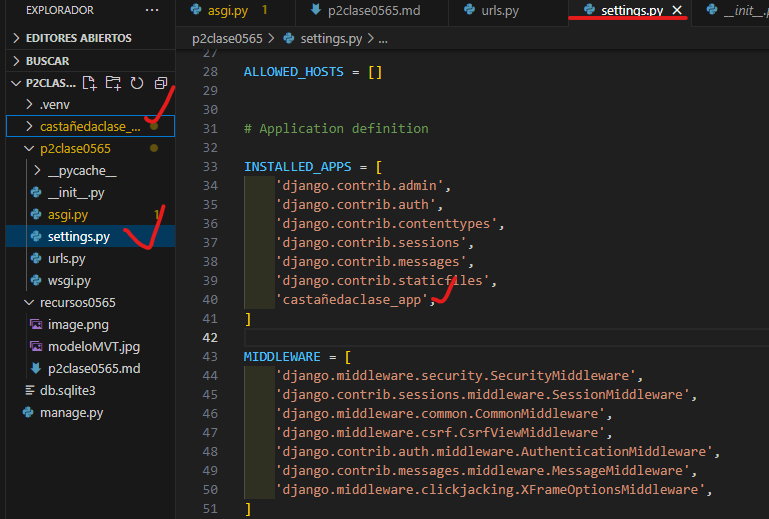 EXPLORADOR ...
EDITORES ABIERTOS
BUSCAR
P2CLAS...
.venv
castañedaclase_...
p2clase0565
__pycache__
__init__.py
asgi.py 1
settings.py
urls.py
wsgi.py
recursos0565
image.png
modeloMVT.jpg
p2clase0565.md
db.sqlite3
manage.py
asgi.py 1 p2clase0565.md urls.py settings.py __init__.p
p2clase0565 > settings.py > ...
27
28 ALLOWED_HOSTS = []
29
30
31 # Application definition
32
33 INSTALLED_APPS = [
34 'django.contrib.admin',
35 'django.contrib.auth',
36 'django.contrib.contenttypes',
37 'django.contrib.sessions',
38 'django.contrib.messages',
39 'django.contrib.staticfiles',
40 'castañedaclase_app',
41 ]
42
43 MIDDLEWARE = [
44 'django.middleware.security.SecurityMiddleware',
45 'django.contrib.sessions.middleware.SessionMiddleware',
46 'django.middleware.common.CommonMiddleware',
47 'django.middleware.csrf.CsrfViewMiddleware',
48 'django.contrib.auth.middleware.AuthenticationMiddleware',
49 'django.contrib.messages.middleware.MessageMiddleware',
50 'django.middleware.clickjacking.XFrameOptionsMiddleware',
51 ]